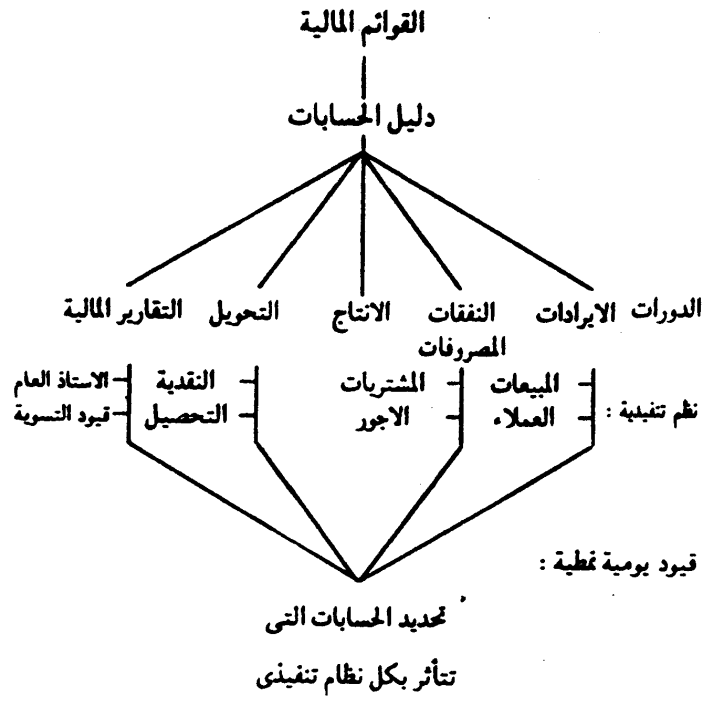 القوائم المالية
دليل الحسابات
الدورات الايرادات النفقات الانتاج التحويل التقارير المالية
المصروفات
نظم تنفيذية : المبيعات المشتريات النقدية الاستاذ العام
العملاء الاجور التحصيل قيود التسوية
قيود يومية نمطية :
تحديد الحسابات التى
تتأثر بكل نظام تنفيذى